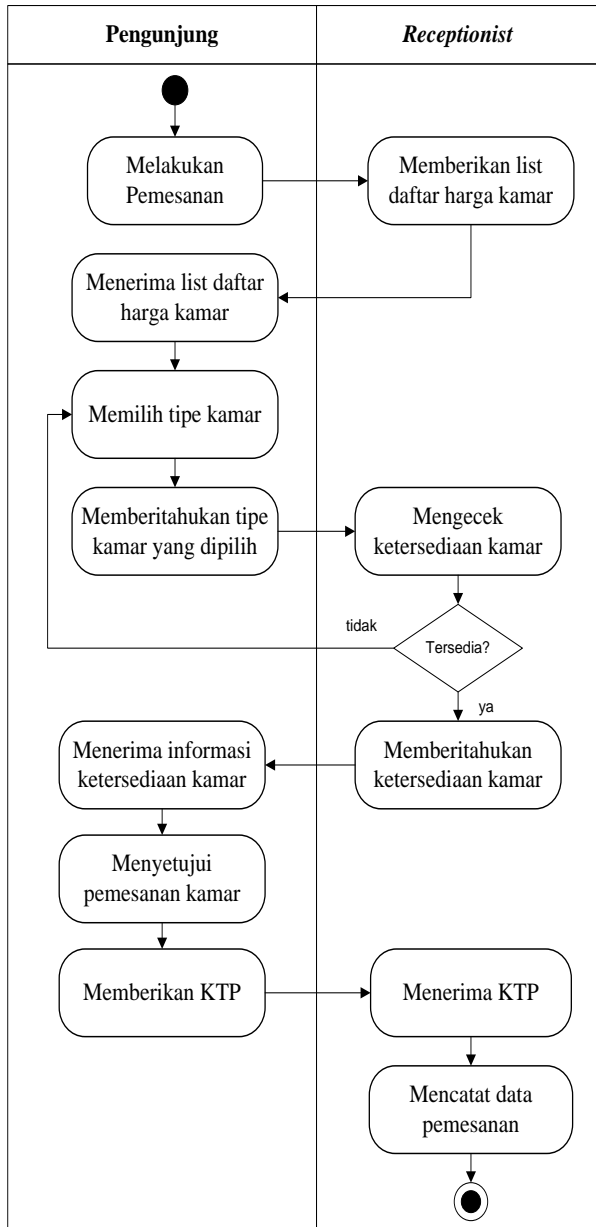 Pengunjung
Receptionist
Melakukan
Pemesanan
Memberikan list
daftar harga kamar
Menerima list daftar
harga kamar
Memilih tipe kamar
Memberitahukan tipe
kamar yang dipilih
Mengecek
ketersediaan kamar
tidak
Tersedia?
ya
Memberitahukan
ketersediaan kamar
Menerima informasi
ketersediaan kamar
Menyetujui
pemesanan kamar
Memberikan KTP
Menerima KTP
Mencatat data
pemesanan